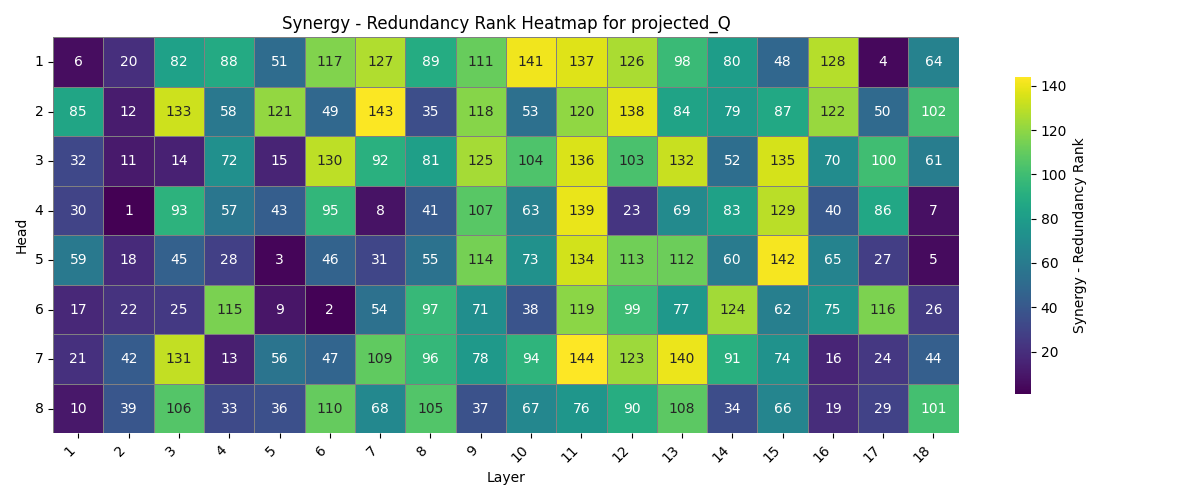 Synergy - Redundancy Rank Heatmap for projected_Q
1 6 20 82 88 51 117 127 89 111 141 137 126 98 80 48 128 4 64
2 85 12 133 58 121 49 143 35 118 53 120 138 84 79 87 122 50 102
3 32 11 14 72 15 130 92 81 125 104 136 103 132 52 135 70 100 61
4 30 1 93 57 43 95 8 41 107 63 139 23 69 83 129 40 86 7
5 59 18 45 28 3 46 31 55 114 73 134 113 112 60 142 65 27 5
6 17 22 25 115 9 2 54 97 71 38 119 99 77 124 62 75 116 26
7 21 42 131 13 56 47 109 96 78 94 144 123 140 91 74 16 24 44
8 10 39 106 33 36 110 68 105 37 67 76 90 108 34 66 19 29 101
1 2 3 4 5 6 7 8 9 10 11 12 13 14 15 16 17 18
Layer
Head
140
120
100
80
60
40
20
Synergy - Redundancy Rank